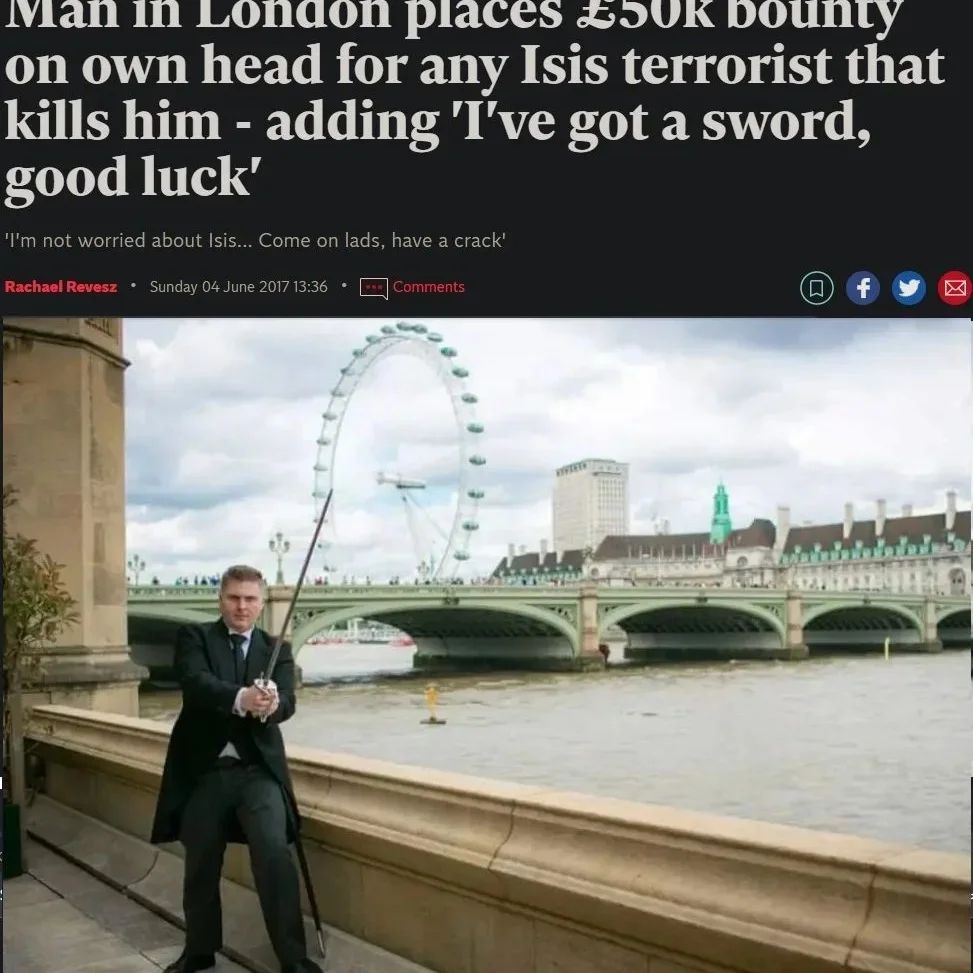 Man in London places £50k bounty
on own head for any Isis terrorist that
kills him - adding 'I've got a sword,
good luck'
'I'm not worried about Isis... Come on lads, have a crack'
Rachael Revesz • Sunday 04 June 2017 13:36 • Comments